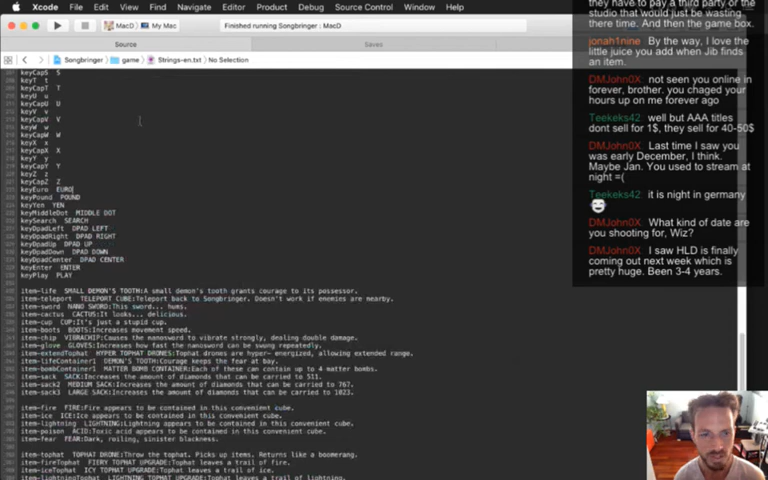 Xcode File Edit View Find Navigate Editor Product Debug Source Control Window Help
MacD My Mac
Finished running Songbringer : MacD
Source
Saves
Songbringer game Strings-en.txt No Selection
keyCapS S
keyT t
keyCapT T
keyU u
keyCapU U
keyV v
keyCapV V
keyW w
keyCapW W
keyX x
keyCapX X
keyY y
keyCapY Y
keyZ z
keyCapZ Z
keyEuro EURO
keyPound POUND
keyYen YEN
keyMiddleDot MIDDLE DOT
keySearch SEARCH
keyDpadLeft DPAD LEFT
keyDpadRight DPAD RIGHT
keyDpadUp DPAD UP
keyDpadDown DPAD DOWN
keyDpadCenter DPAD CENTER
keyEnter ENTER
keyPlay PLAY
item-life SMALL DEMON'S TOOTH:A small demon's tooth grants courage to its possessor.
item-teleport TELEPORT CUBE:Teleport back to Songbringer. Doesn't work if enemies are nearby.
item-sword NANO SWORD:This sword... hums.
item-cactus CACTUS:It looks... delicious.
item-cup CUP:It's just a stupid cup.
item-boots BOOTS:Increases movement speed.
item-chip VIBRACHIP:Causes the nanosword to vibrate strongly, dealing double damage.
item-glove GLOVES:Increases how fast the nanosword can be swung repeatedly.
item-extendTophat HYPER TOPHAT DRONES:Tophat drones are hyper- energized, allowing extended range.
item-lifeContainer1 DEMON'S TOOTH:Courage keeps the fear at bay.
item-bombContainer1 MATTER BOMB CONTAINER:Each of these can contain up to 4 matter bombs.
item-sack SACK:Increases the amount of diamonds that can be carried to 511.
item-sack2 MEDIUM SACK:Increases the amount of diamonds that can be carried to 767.
item-sack3 LARGE SACK:Increases the amount of diamonds that can be carried to 1023.
item-fire FIRE:Fire appears to be contained in this convenient cube.
item-ice ICE:Ice appears to be contained in this convenient cube.
item-lightning LIGHTNING:Lightning appears to be contained in this convenient cube.
item-poison ACID:Toxic acid appears to be contained in this convenient cube.
item-fear FEAR:Dark, roiling, sinister blackness.
item-tophat TOPHAT DRONE:Throw the tophat. Picks up items. Returns like a boomerang.
item-fireTophat FIERY TOPHAT UPGRADE:Tophat leaves a trail of fire.
item-iceTophat ICY TOPHAT UPGRADE:Tophat leaves a trail of ice.
item-lightningTophat LIGHTNING TOPHAT UPGRADE:Tophat leaves a trail of lightning.
they have to pay a third party or the
studio that would just be wasting
there time. And then the game box.
jonah1nine By the way, I love the
little juice you add when Jib finds
an item.
DMJohn0X not seen you online in
forever, brother. you chaged your
hours up on me forever ago
Teekeks42 well but AAA titles
dont sell for 1$, they sell for 40-50$
DMJohn0X Last time I saw you
was early December, I think.
Maybe Jan. You used to stream at
night =(
Teekeks42 it is night in germany
DMJohn0X What kind of date are
you shooting for, Wiz?
DMJohn0X I saw HLD is finally
coming out next week which is
pretty huge. Been 3-4 years.